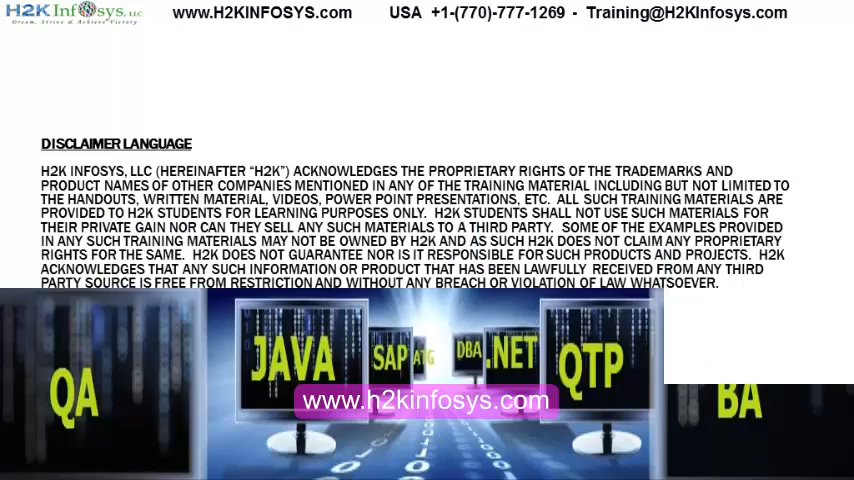 H2K INFOSYS, LLC
Dream, Strive & Achieve Victory
www.H2KINFOSYS.com USA +1-(770)-777-1269 - Training@H2KInfosys.com
DISCLAIMER LANGUAGE
H2K INFOSYS, LLC (HEREINAFTER “H2K”) ACKNOWLEDGES THE PROPRIETARY RIGHTS OF THE TRADEMARKS AND
PRODUCT NAMES OF OTHER COMPANIES MENTIONED IN ANY OF THE TRAINING MATERIAL INCLUDING BUT NOT LIMITED TO
THE HANDOUTS, WRITTEN MATERIAL, VIDEOS, POWER POINT PRESENTATIONS, ETC. ALL SUCH TRAINING MATERIALS ARE
PROVIDED TO H2K STUDENTS FOR LEARNING PURPOSES ONLY. H2K STUDENTS SHALL NOT USE SUCH MATERIALS FOR
THEIR PRIVATE GAIN NOR CAN THEY SELL ANY SUCH MATERIALS TO A THIRD PARTY. SOME OF THE EXAMPLES PROVIDED
IN ANY SUCH TRAINING MATERIALS MAY NOT BE OWNED BY H2K AND AS SUCH H2K DOES NOT CLAIM ANY PROPRIETARY
RIGHTS FOR THE SAME. H2K DOES NOT GUARANTEE NOR IS IT RESPONSIBLE FOR SUCH PRODUCTS AND PROJECTS. H2K
ACKNOWLEDGES THAT ANY SUCH INFORMATION OR PRODUCT THAT HAS BEEN LAWFULLY RECEIVED FROM ANY THIRD
PARTY SOURCE IS FREE FROM RESTRICTION AND WITHOUT ANY BREACH OR VIOLATION OF LAW WHATSOEVER.
QA JAVA SAP ATG DBA .NET QTP BA
www.h2kinfosys.com